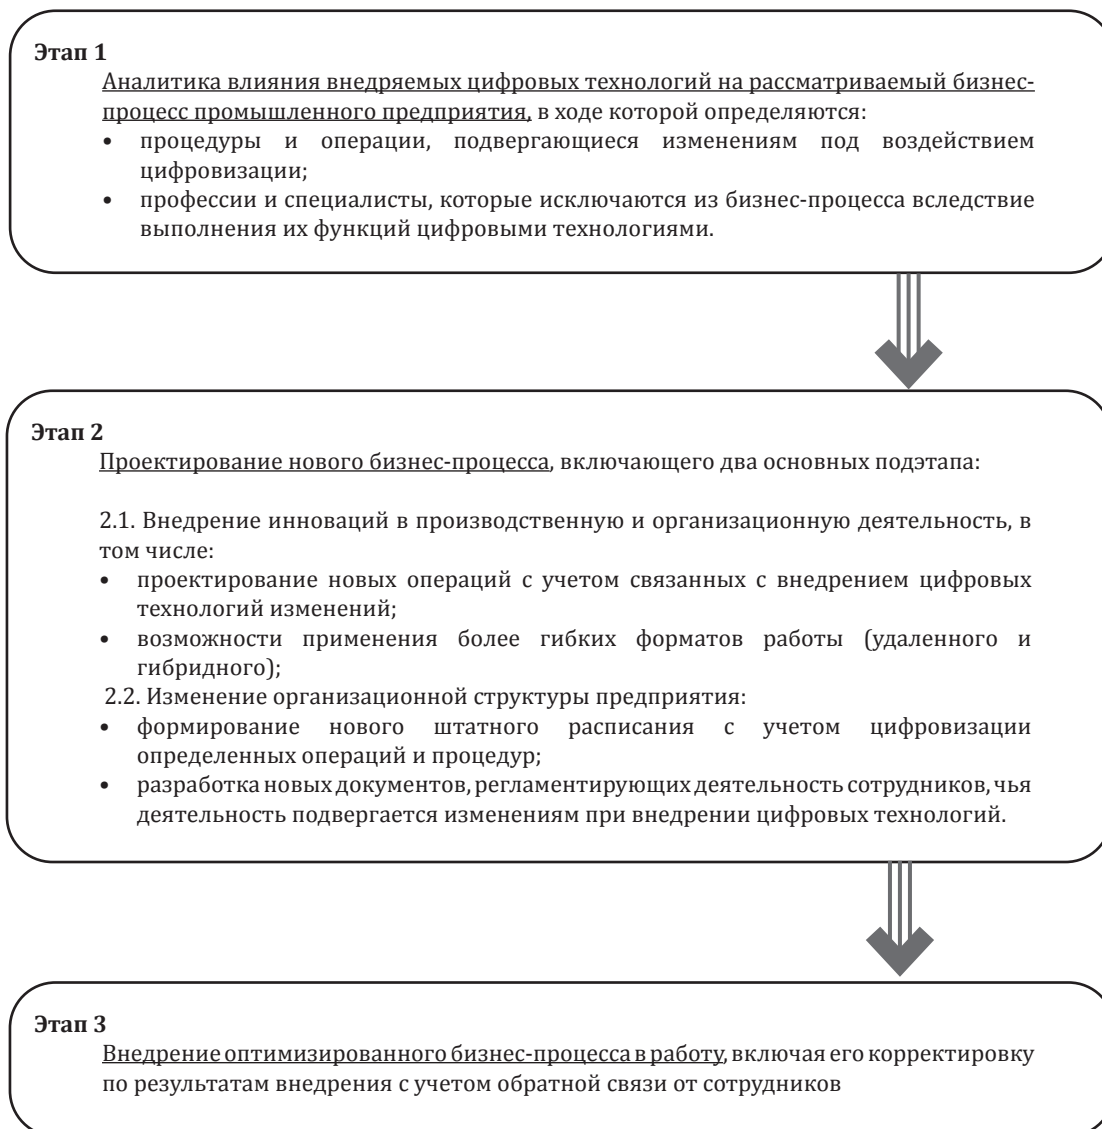 Этап 1
Аналитика влияния внедряемых цифровых технологий на рассматриваемый бизнес-
процесс промышленного предприятия, в ходе которой определяются:
• процедуры и операции, подвергающиеся изменениям под воздействием
цифровизации;
• профессии и специалисты, которые исключаются из бизнес-процесса вследствие
выполнения их функций цифровыми технологиями.
Этап 2
Проектирование нового бизнес-процесса, включающего два основных подэтапа:
2.1. Внедрение инноваций в производственную и организационную деятельность, в
том числе:
• проектирование новых операций с учетом связанных с внедрением цифровых
технологий изменений;
• возможности применения более гибких форматов работы (удаленного и
гибридного);
2.2. Изменение организационной структуры предприятия:
• формирование нового штатного расписания с учетом цифровизации
определенных операций и процедур;
• разработка новых документов, регламентирующих деятельность сотрудников, чья
деятельность подвергается изменениям при внедрении цифровых технологий.
Этап 3
Внедрение оптимизированного бизнес-процесса в работу, включая его корректировку
по результатам внедрения с учетом обратной связи от сотрудников